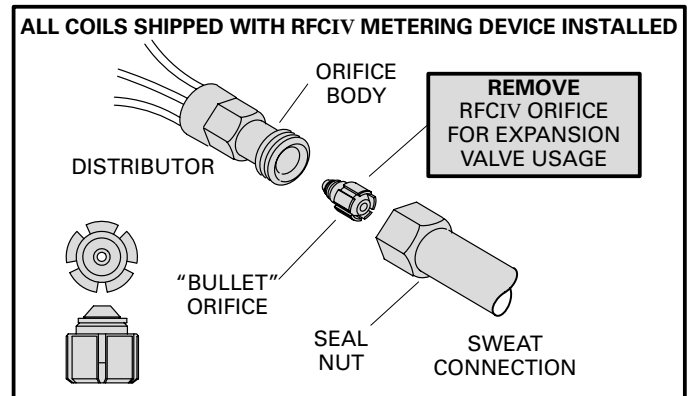 ALL COILS SHIPPED WITH RFCIV METERING DEVICE INSTALLED
ORIFICE
BODY
REMOVE
RFCIV ORIFICE
FOR EXPANSION
VALVE USAGE
DISTRIBUTOR
“BULLET”
ORIFICE
SEAL
NUT
SWEAT
CONNECTION